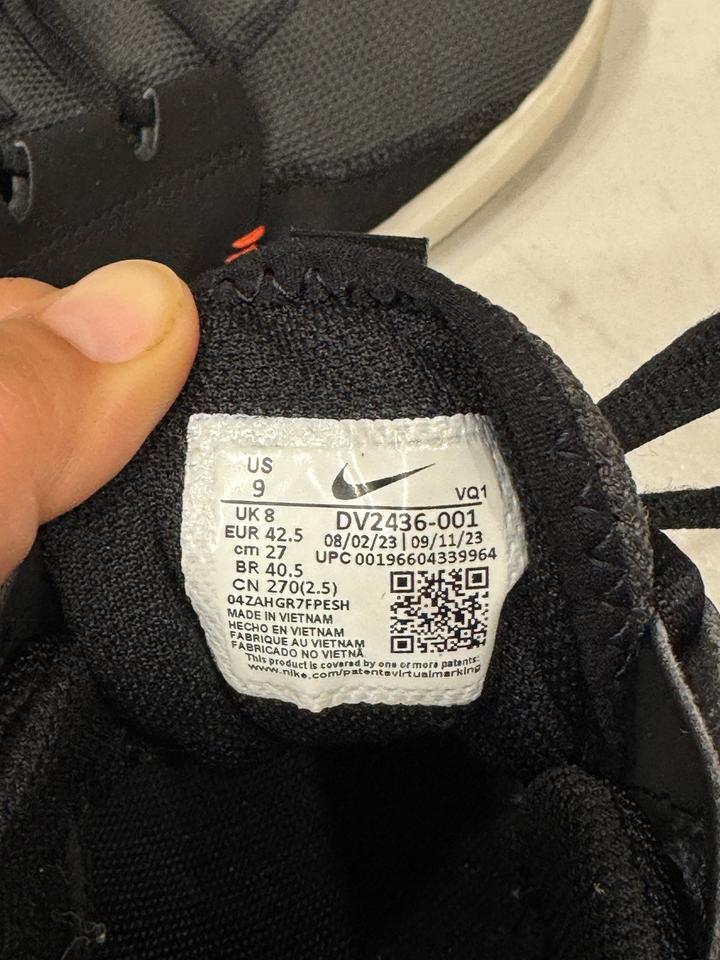 US
9
VQ1
UK 8
DV2436-001
EUR 42.5
08/02/23 | 09/11/23
cm 27
UPC 00196604339964
BR 40.5
CN 270(2.5)
04ZAHGR7FPESH
MADE IN VIETNAM
HECHO EN VIETNAM
FABRIQUE AU VIETNAM
FABRICADO NO VIETNÃ
This product is covered by one or more patents:
www.nike.com/patentsvirtualmarking